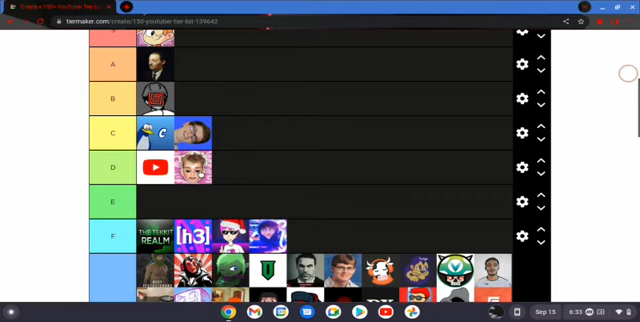 Create a 150+ YouTuber Tier Lis
tiermaker.com/create/150-youtuber-tier-list-139642
S
A
B
C
C
D
E
F
THE TEKKIT
REALM
[h3]
Sep 15
6:33